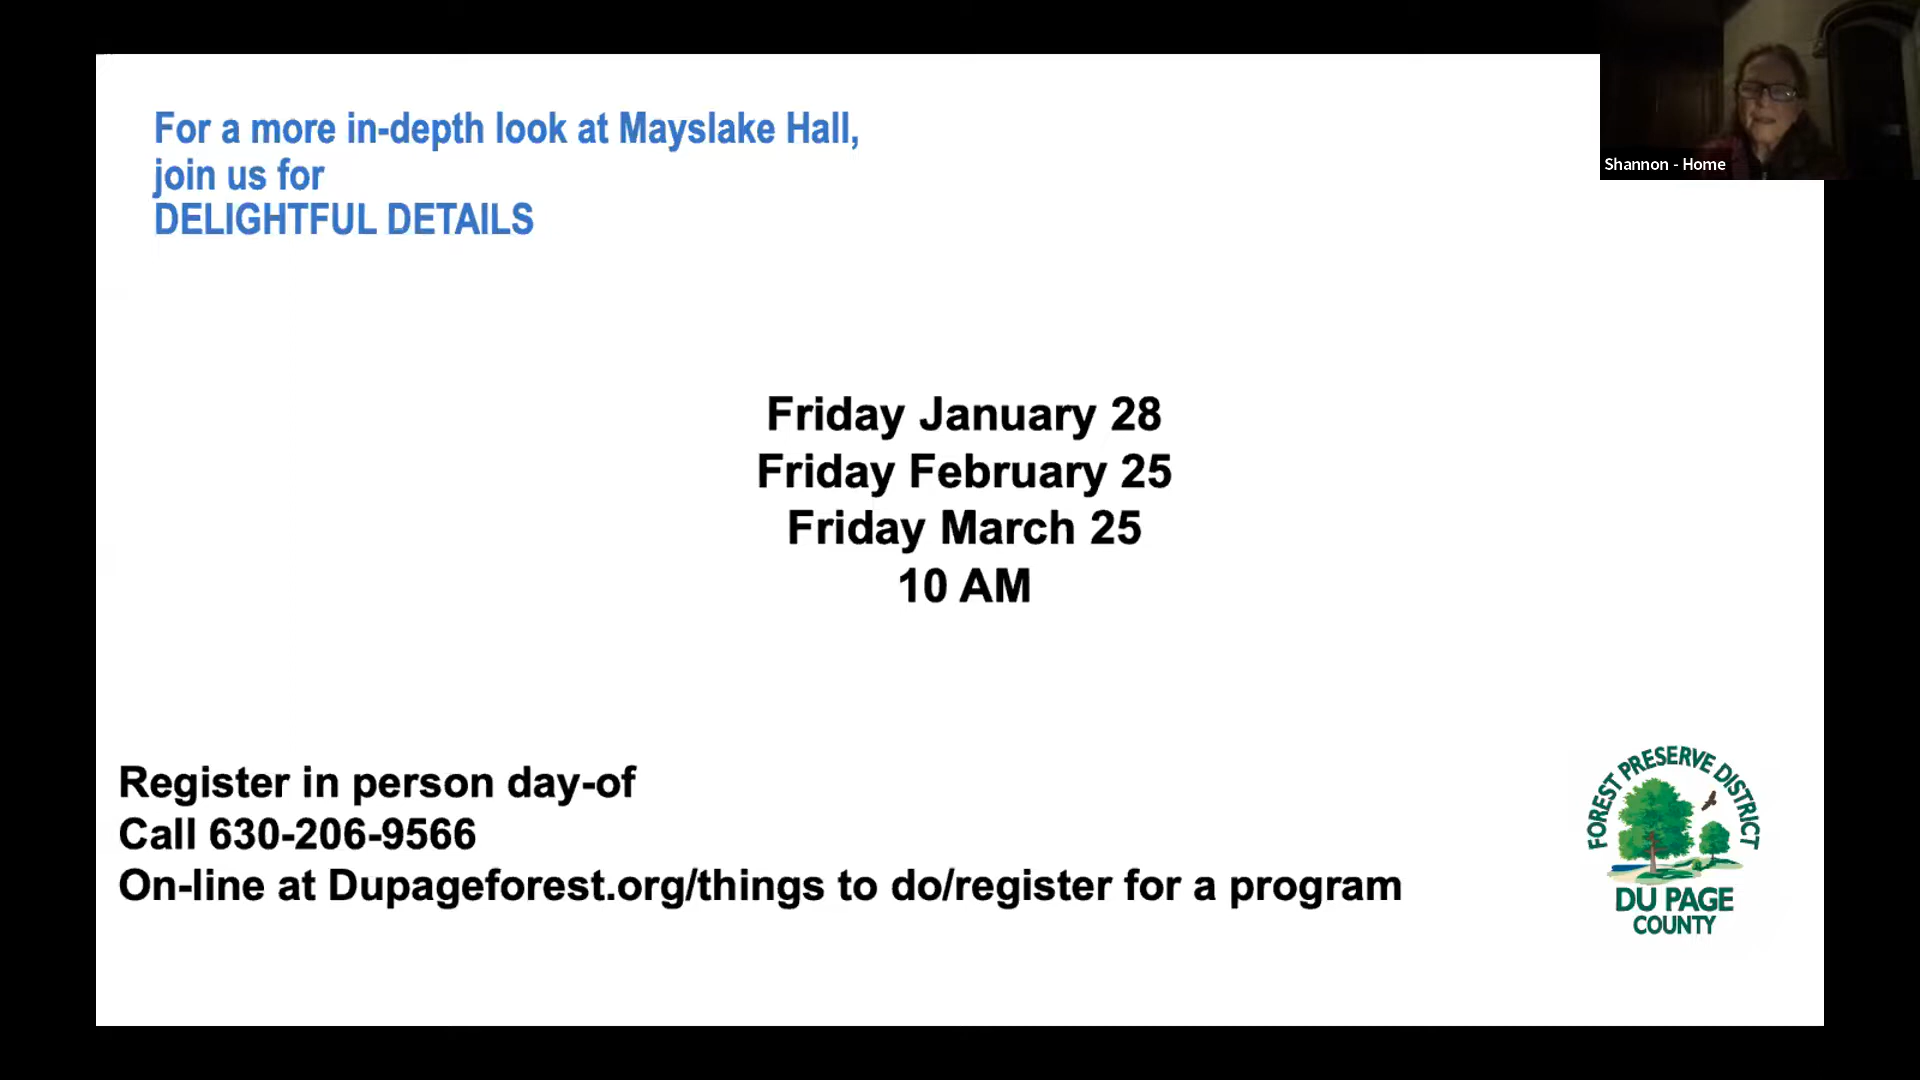 For a more in-depth look at Mayslake Hall,
join us for
DELIGHTFUL DETAILS
Shannon - Home
Friday January 28
Friday February 25
Friday March 25
10 AM
Register in person day-of
Call 630-206-9566
On-line at Dupageforest.org/things to do/register for a program
FOREST PRESERVE DISTRICT
DU PAGE
COUNTY